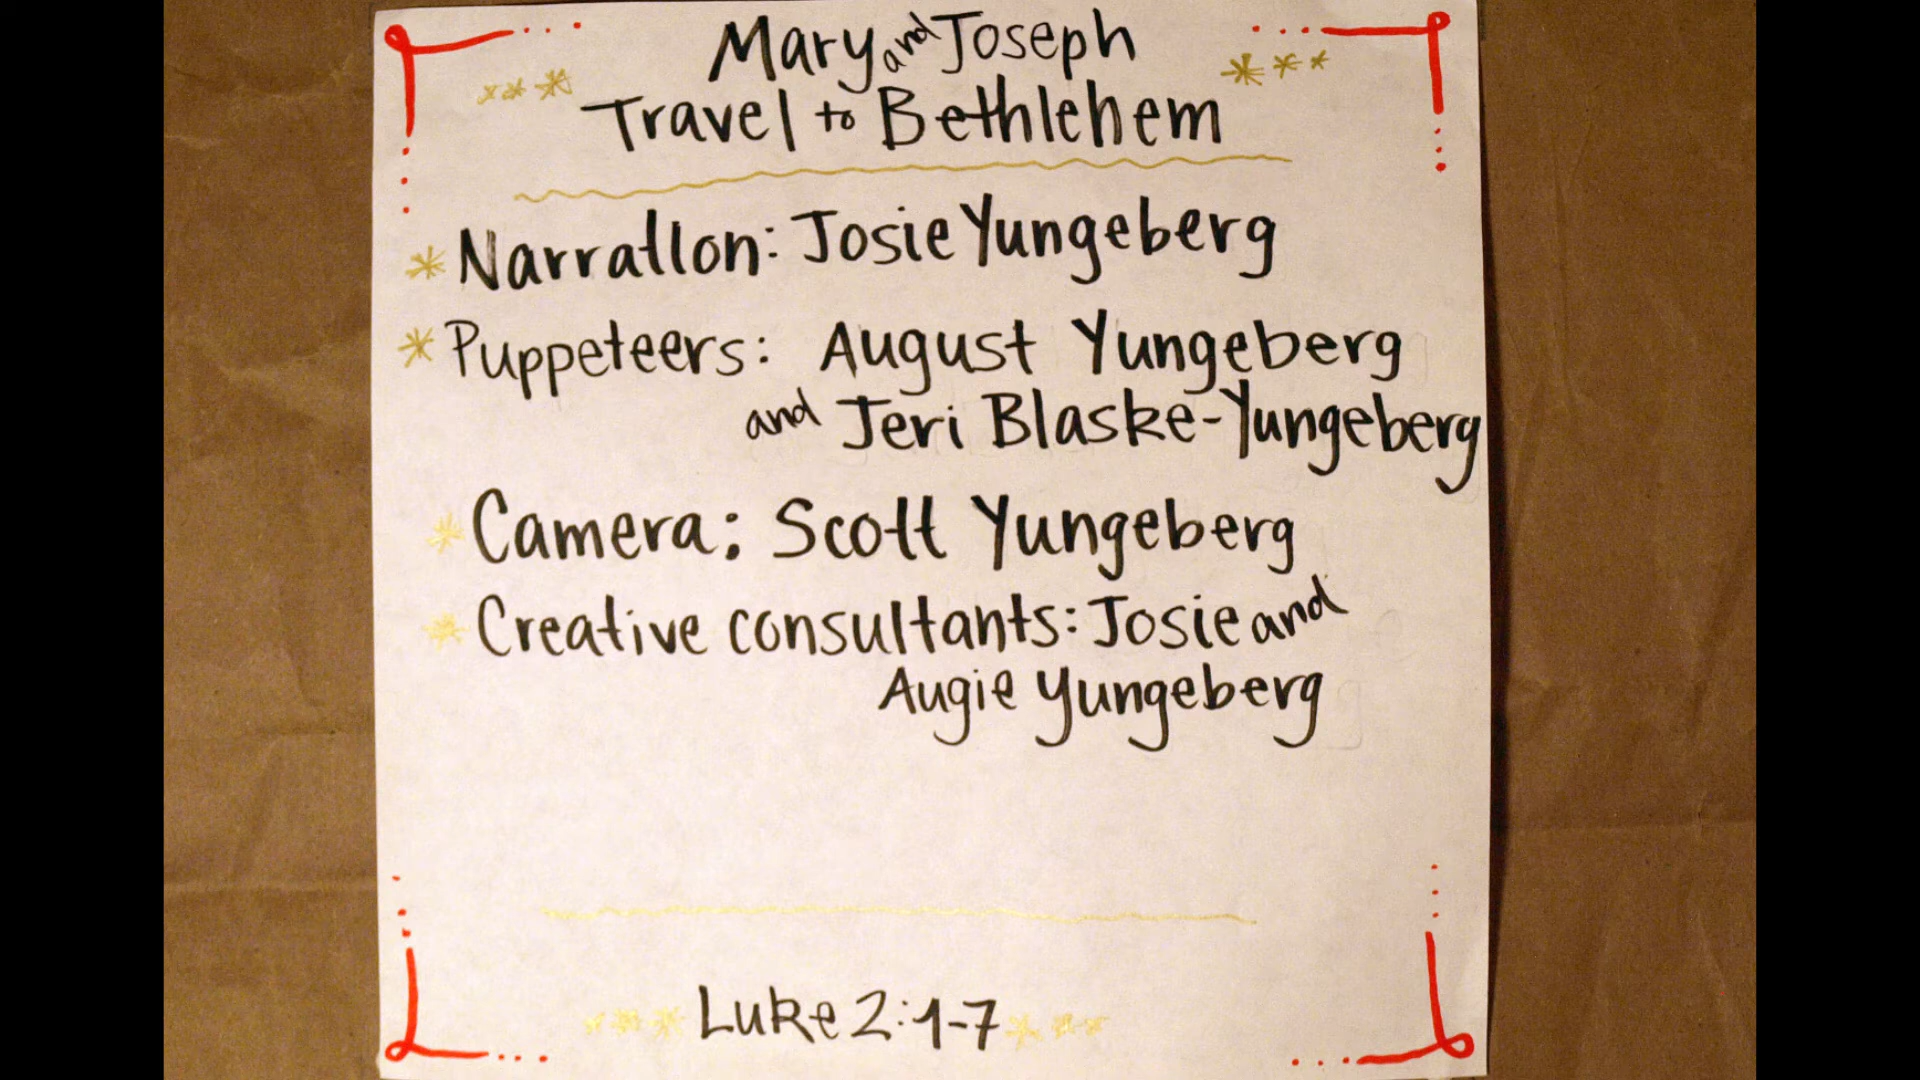 Mary and Joseph
Travel to Bethlehem
Narration: Josie Yungeberg
Puppeteers: August Yungeberg
and Jeri Blaske-Yungeberg
Camera: Scott Yungeberg
Creative consultants: Josie and
Augie Yungeberg
Luke 2:1-7